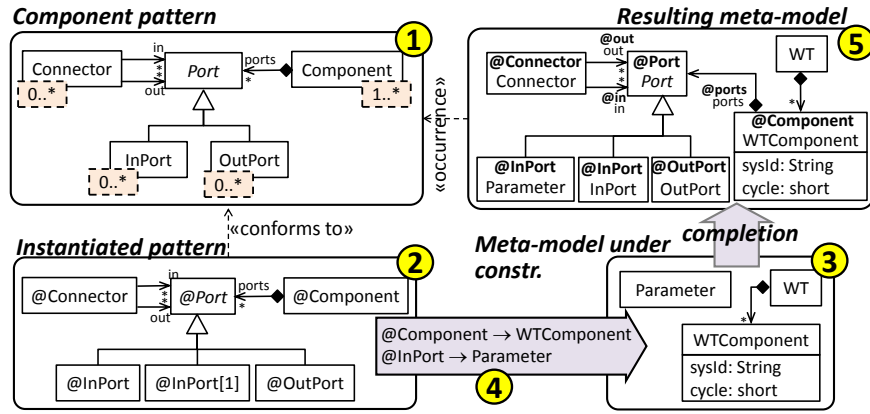 Component pattern
1
Connector
in
*
*
out
Port
ports
*
Component
0..*
1..*
InPort
OutPort
0..*
0..*
«conforms to»
«occurrence»
Resulting meta-model
5
@Connector
Connector
@out
out
*
*
@in
in
@Port
Port
@ports
ports
WT
*
@Component
WTComponent
sysId: String
cycle: short
@InPort
Parameter
@InPort
InPort
@OutPort
OutPort
Instantiated pattern
2
@Connector
in
*
*
out
@Port
ports
*
@Component
@InPort
@InPort[1]
@OutPort
@Component → WTComponent
@InPort → Parameter
4
Meta-model under
constr.
completion
3
Parameter
WT
*
WTComponent
sysId: String
cycle: short